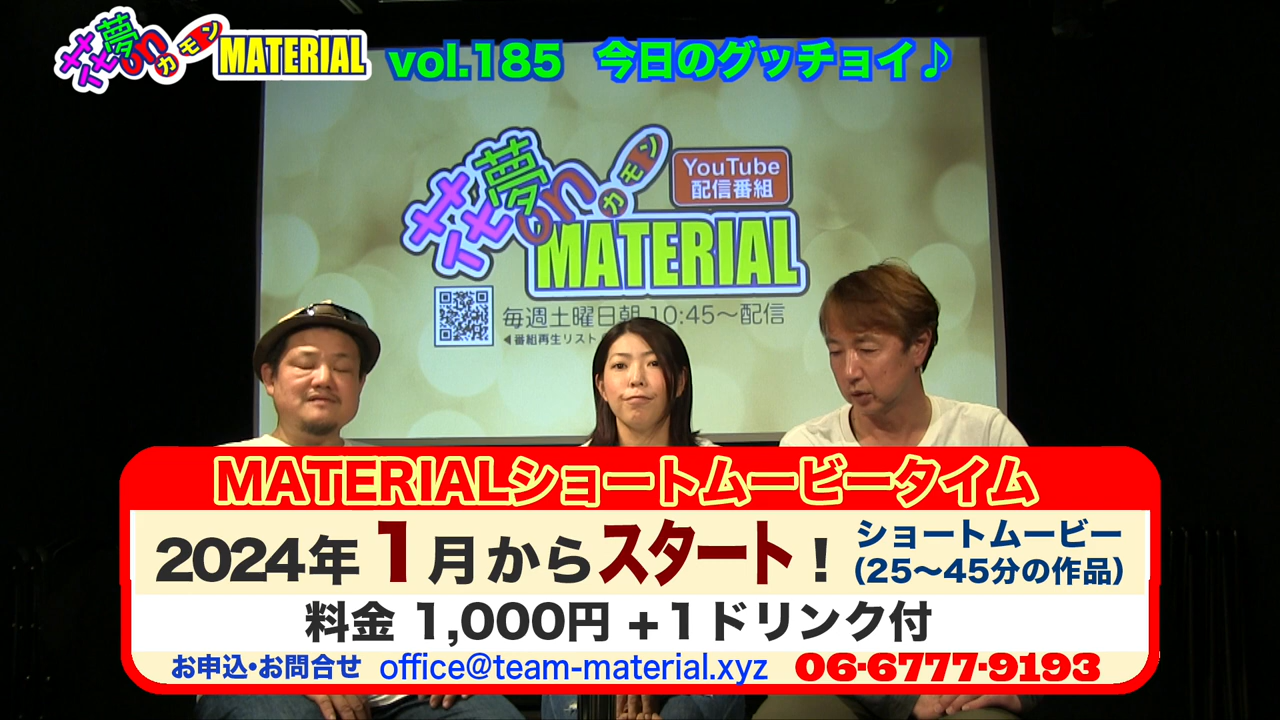 花夢onカモン MATERIAL vol.185 今日のグッチョイ♪
花夢onカモン
MATERIAL
YouTube
配信番組
毎週土曜日朝 10:45～配信
◀番組再生リスト
MATERIALショートムービータイム
2024年1月からスタート！
ショートムービー
（25～45分の作品）
料金 1,000円 +1ドリンク付
お申込・お問合せ office@team-material.xyz 06-6777-9193